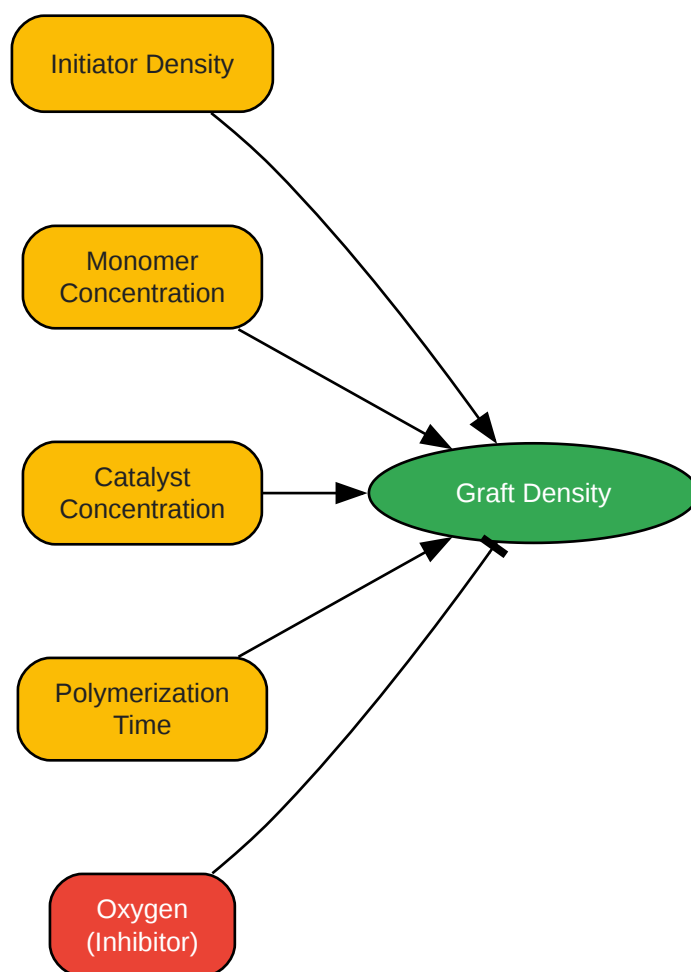 Initiator Density
Monomer
Concentration
Catalyst
Concentration
Graft Density
Polymerization
Time
Oxygen
(Inhibitor)